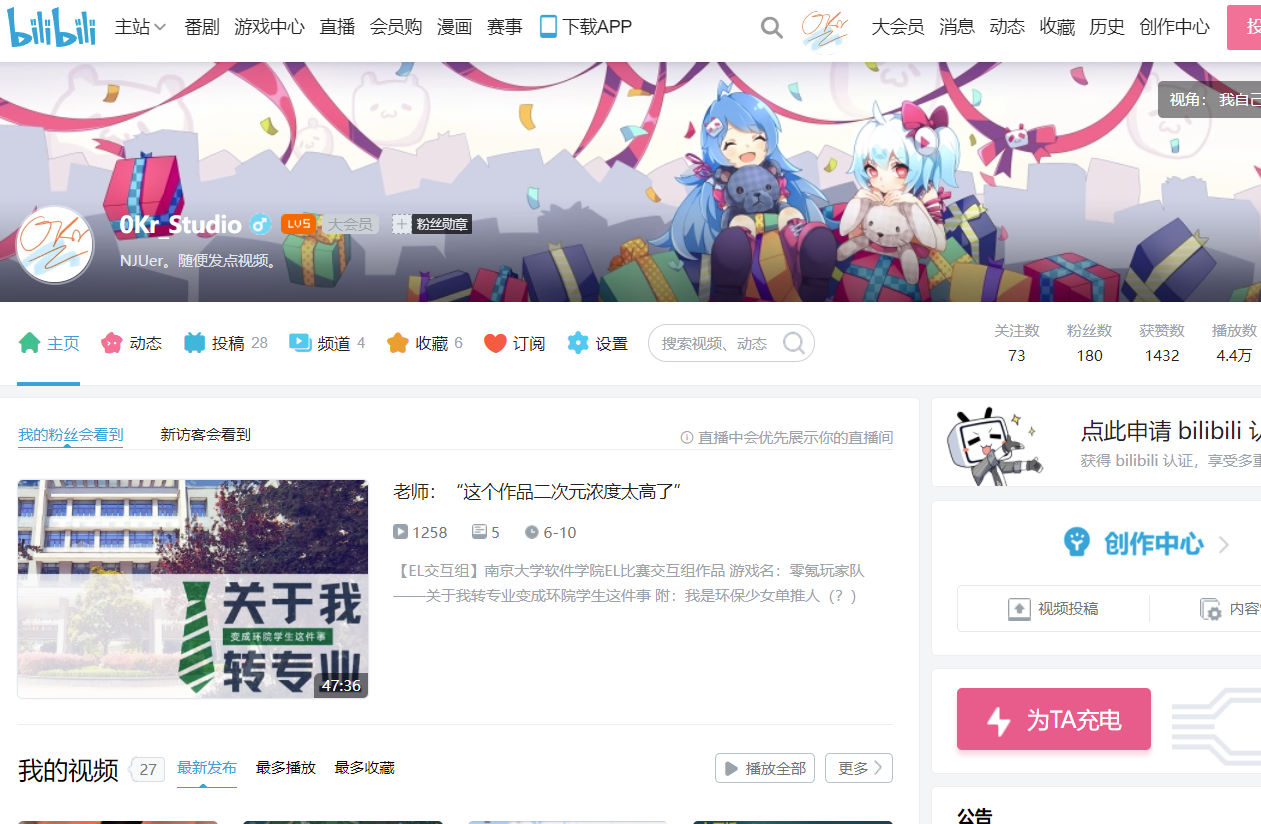 bilibili 主站 番剧 游戏中心 直播 会员购 漫画 赛事 下载APP 大会员 消息 动态 收藏 历史 创作中心 投
视角： 我自己
0Kr_Studio LV5 大会员 粉丝勋章
NJUer。随便发点视频。
主页 动态 投稿 28 频道 4 收藏 6 订阅 设置 搜索视频、动态
关注数 粉丝数 获赞数 播放数
73 180 1432 4.4万
我的粉丝会看到 新访客会看到 直播中会优先展示你的直播间
老师：“这个作品二次元浓度太高了”
1258 5 6-10
【EL交互组】南京大学软件学院EL比赛交互组作品 游戏名：零氪玩家队
——关于我转专业变成环院学生这件事 附：我是环保少女单推人（？）
关于我
变成环院学生这件事
转专业
47:36
点此申请 bilibili 认
获得 bilibili 认证，享受多重
创作中心
视频投稿 内容
为TA充电
我的视频 27 最新发布 最多播放 最多收藏 播放全部 更多
公告